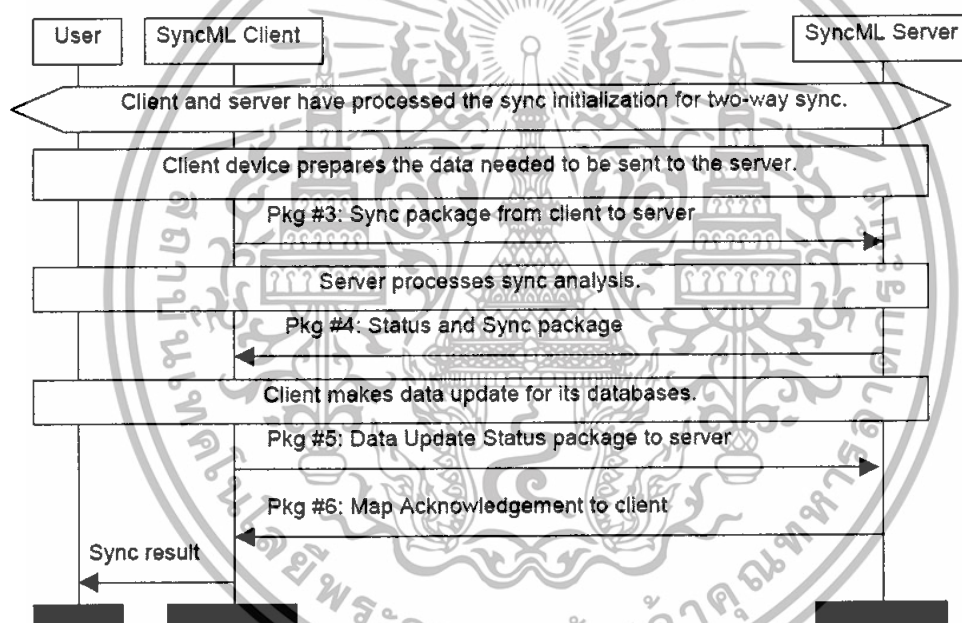 User
SyncML Client
SyncML Server
Client and server have processed the sync initialization for two-way sync.
Client device prepares the data needed to be sent to the server.
Pkg #3: Sync package from client to server
Server processes sync analysis.
Pkg #4: Status and Sync package
Client makes data update for its databases.
Pkg #5: Data Update Status package to server
Pkg #6: Map Acknowledgement to client
Sync result